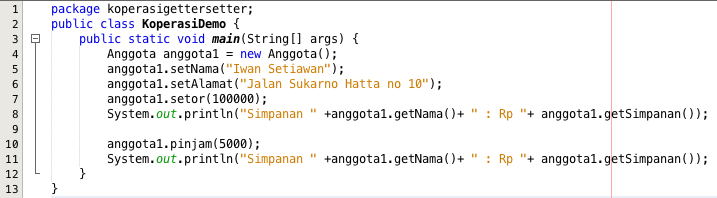 1 package koperasigettersetter;
2 public class KoperasiDemo {
3 public static void main(String[] args) {
4 Anggota anggota1 = new Anggota();
5 anggota1.setNama("Iwan Setiawan");
6 anggota1.setAlamat("Jalan Sukarno Hatta no 10");
7 anggota1.setor(100000);
8 System.out.println("Simpanan " +anggota1.getNama()+ " : Rp "+ anggota1.getSimpanan());
9
10 anggota1.pinjam(5000);
11 System.out.println("Simpanan " +anggota1.getNama()+ " : Rp "+ anggota1.getSimpanan());
12 }
13 }